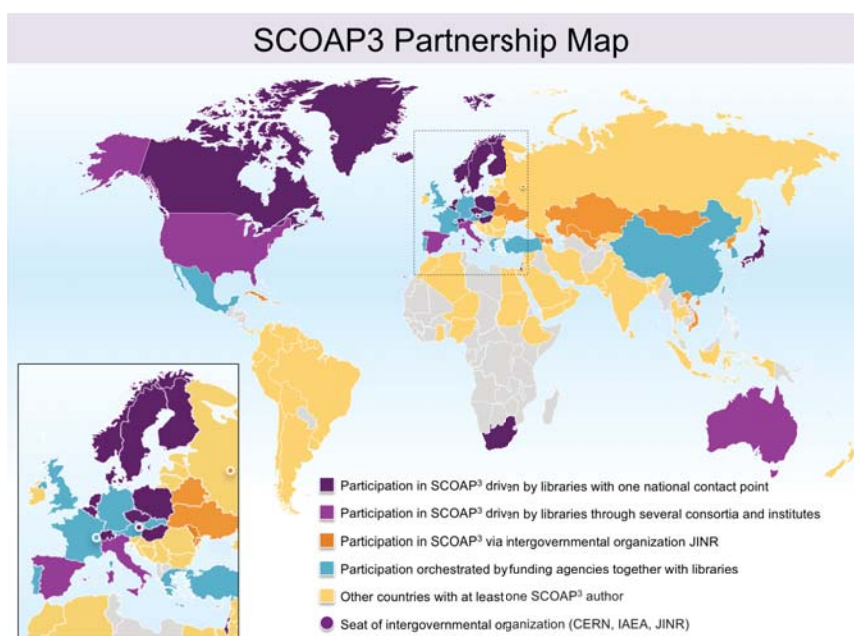 SCOAP3 Partnership Map
Participation in SCOAP³ driven by libraries with one national contact point
Participation in SCOAP³ driven by libraries through several consortia and institutes
Participation in SCOAP³ via intergovernmental organization JINR
Participation orchestrated by funding agencies together with libraries
Other countries with at least one SCOAP³ author
Seat of intergovernmental organization (CERN, IAEA, JINR)